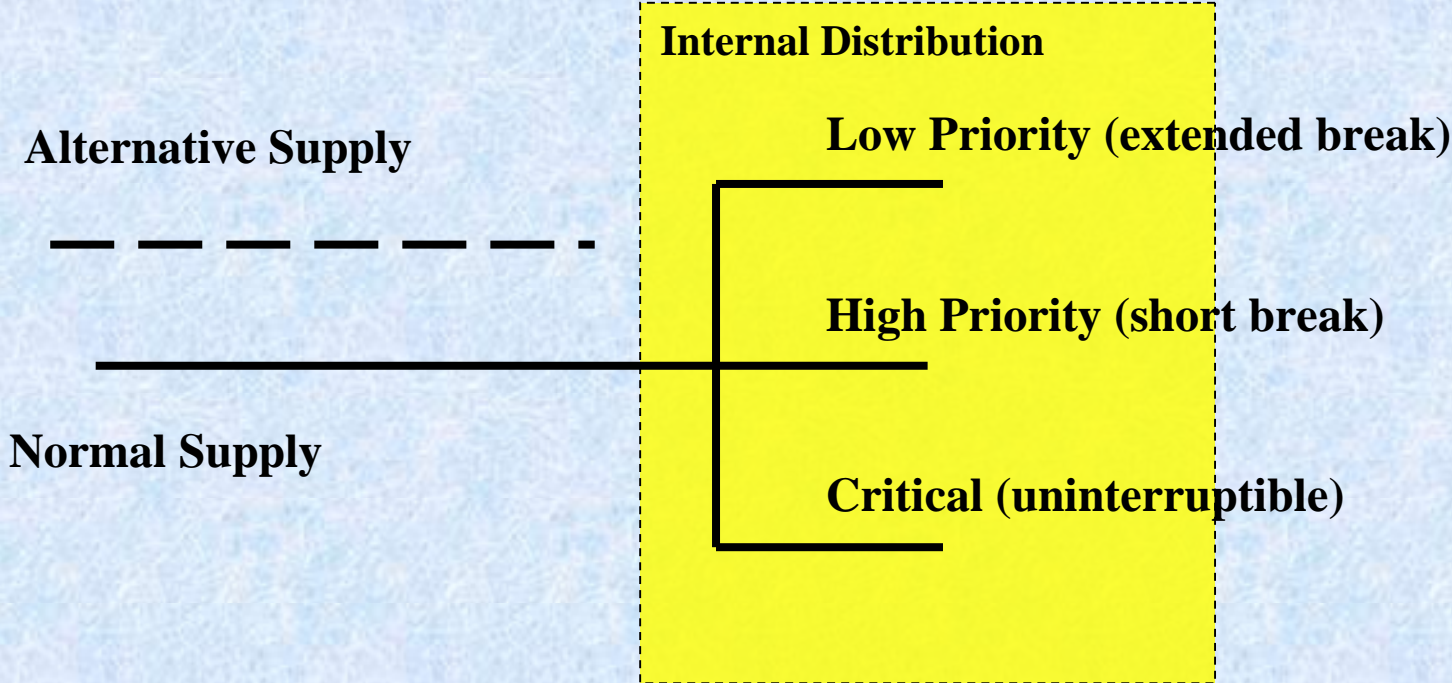 Internal Distribution
Alternative Supply
Low Priority (extended break)
High Priority (short break)
Normal Supply
Critical (uninterruptible)